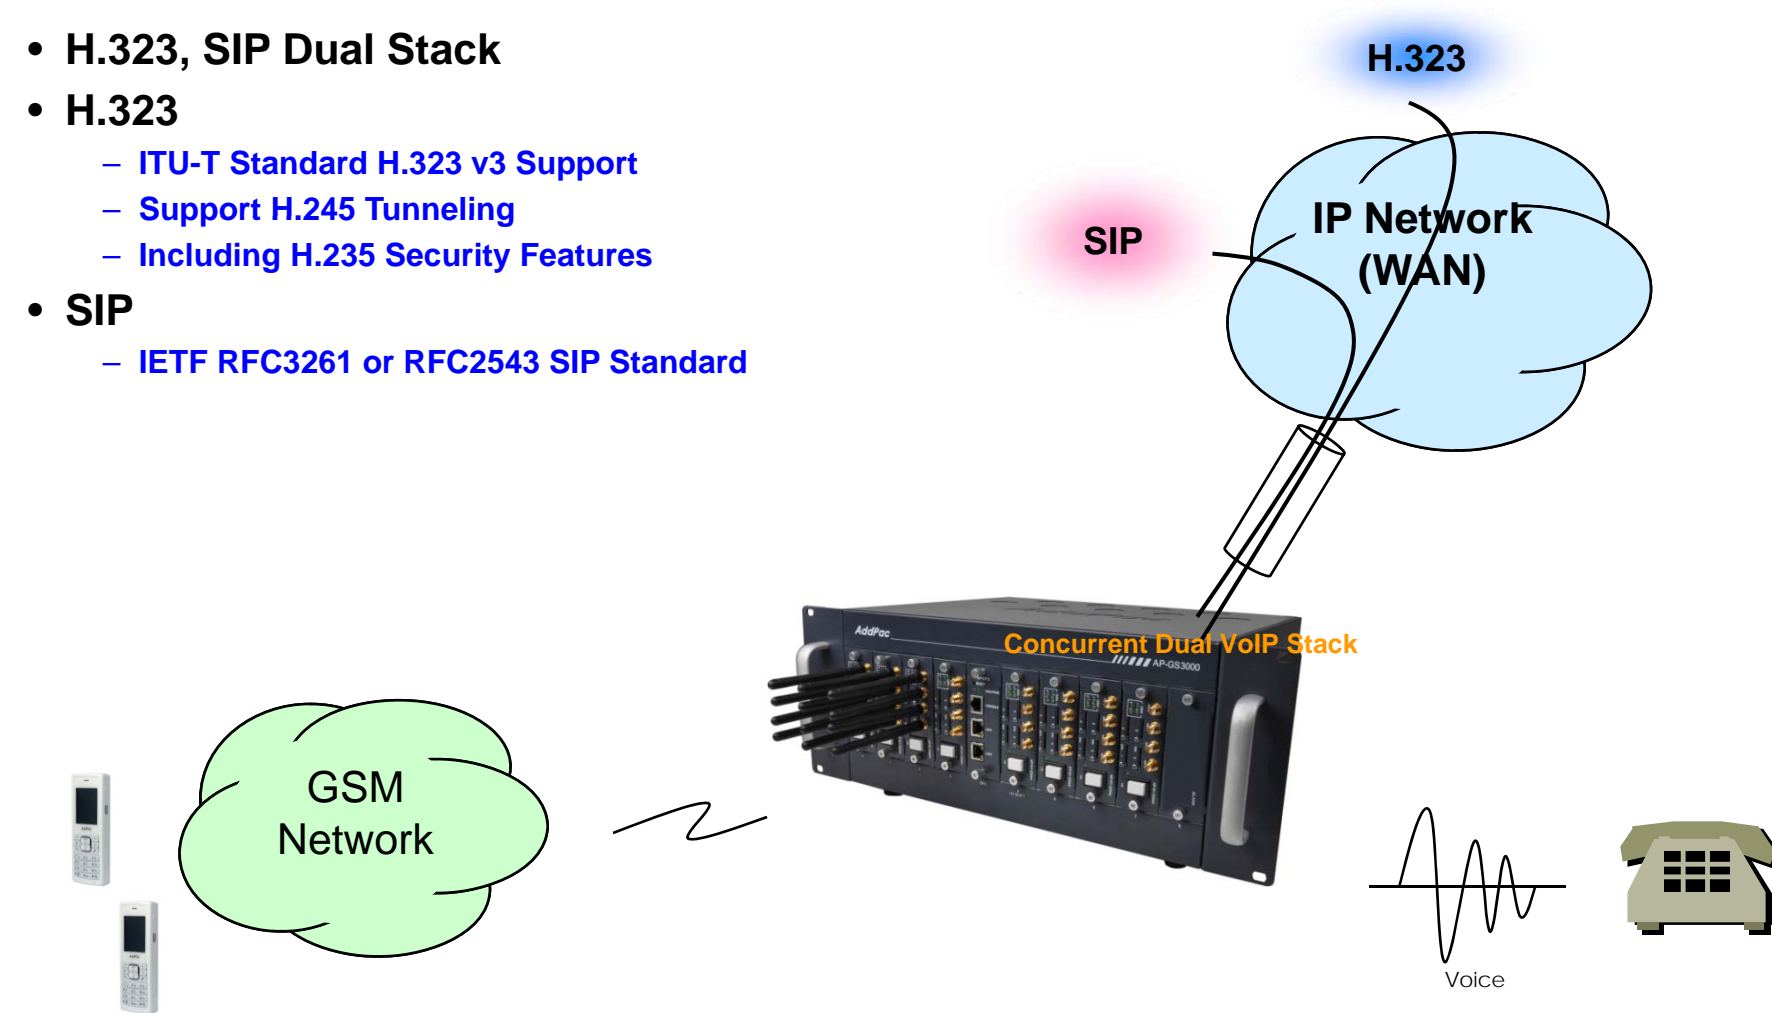 • H.323, SIP Dual Stack
• H.323
– ITU-T Standard H.323 v3 Support
– Support H.245 Tunneling
– Including H.235 Security Features
• SIP
– IETF RFC3261 or RFC2543 SIP Standard
H.323
SIP
IP Network
(WAN)
AddPac
Concurrent Dual VoIP Stack
AP-GS3000
GSM
Network
Voice